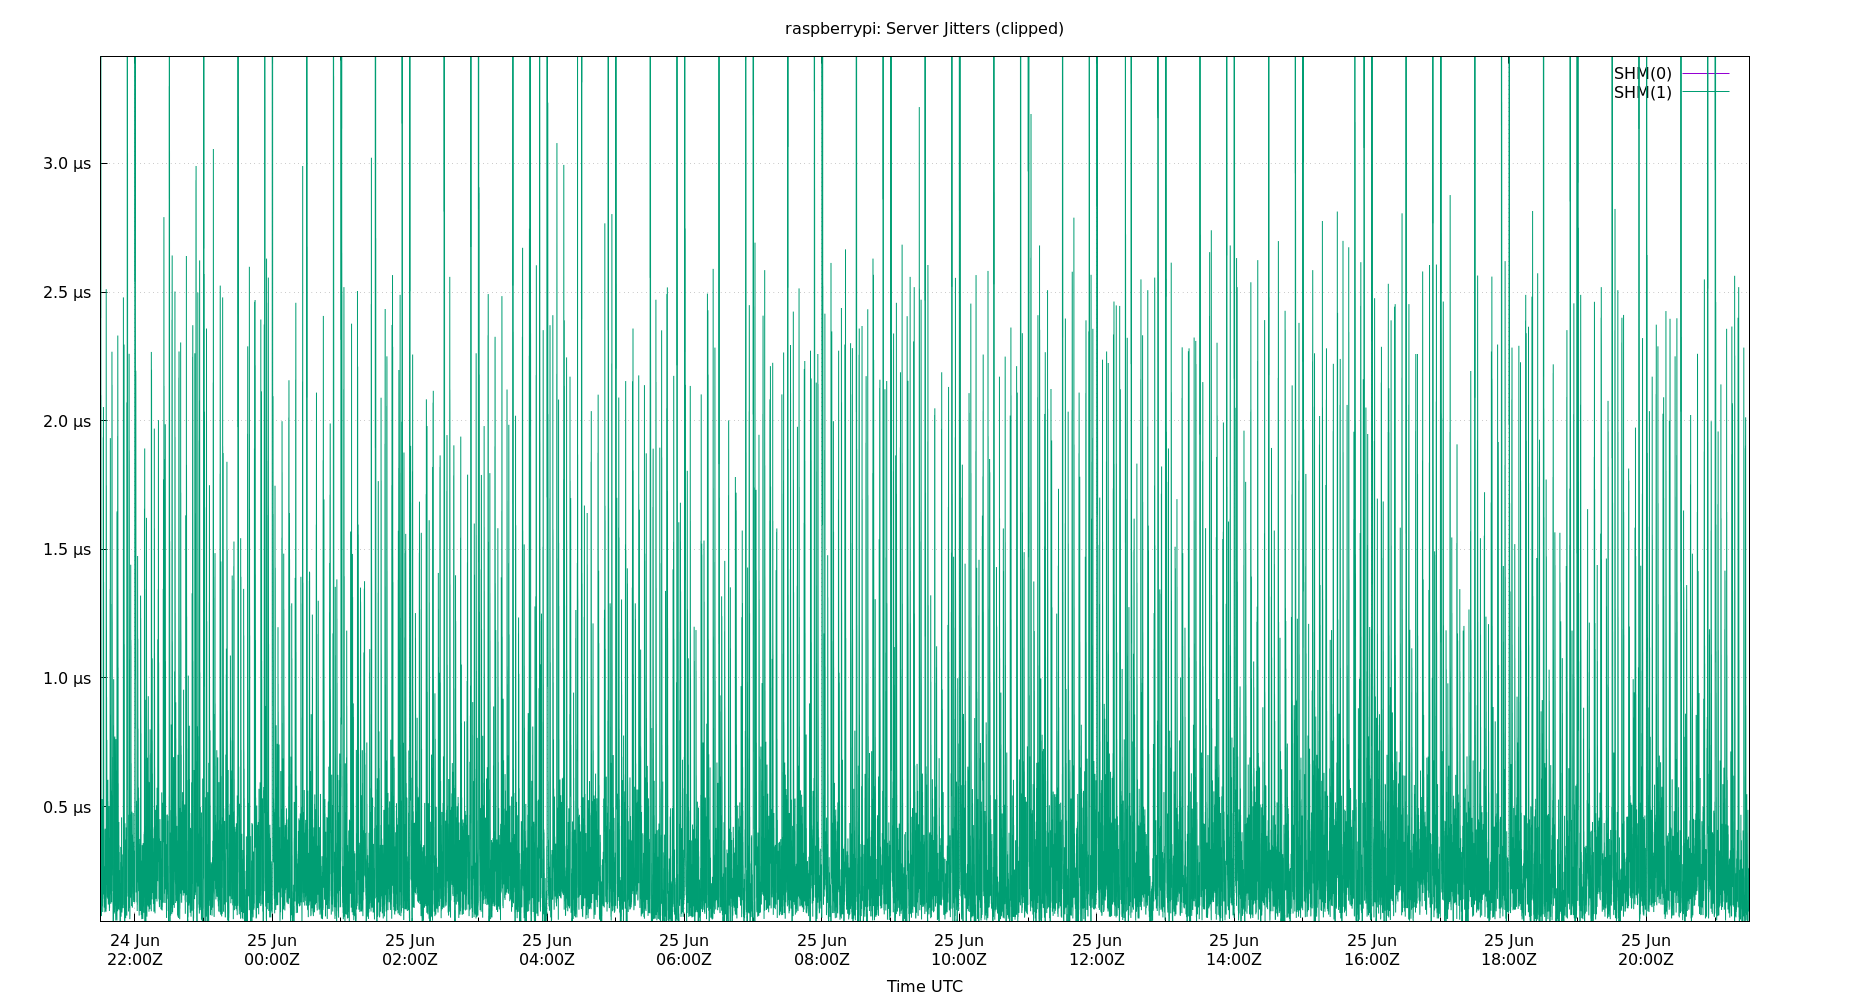 raspberrypi: Server Jitters (clipped)
SHM(0)
SHM(1)
3.0 µs
2.5 µs
2.0 µs
1.5 µs
1.0 µs
0.5 µs
24 Jun 25 Jun 25 Jun 25 Jun 25 Jun 25 Jun 25 Jun 25 Jun 25 Jun 25 Jun 25 Jun 25 Jun
22:00Z 00:00Z 02:00Z 04:00Z 06:00Z 08:00Z 10:00Z 12:00Z 14:00Z 16:00Z 18:00Z 20:00Z
Time UTC